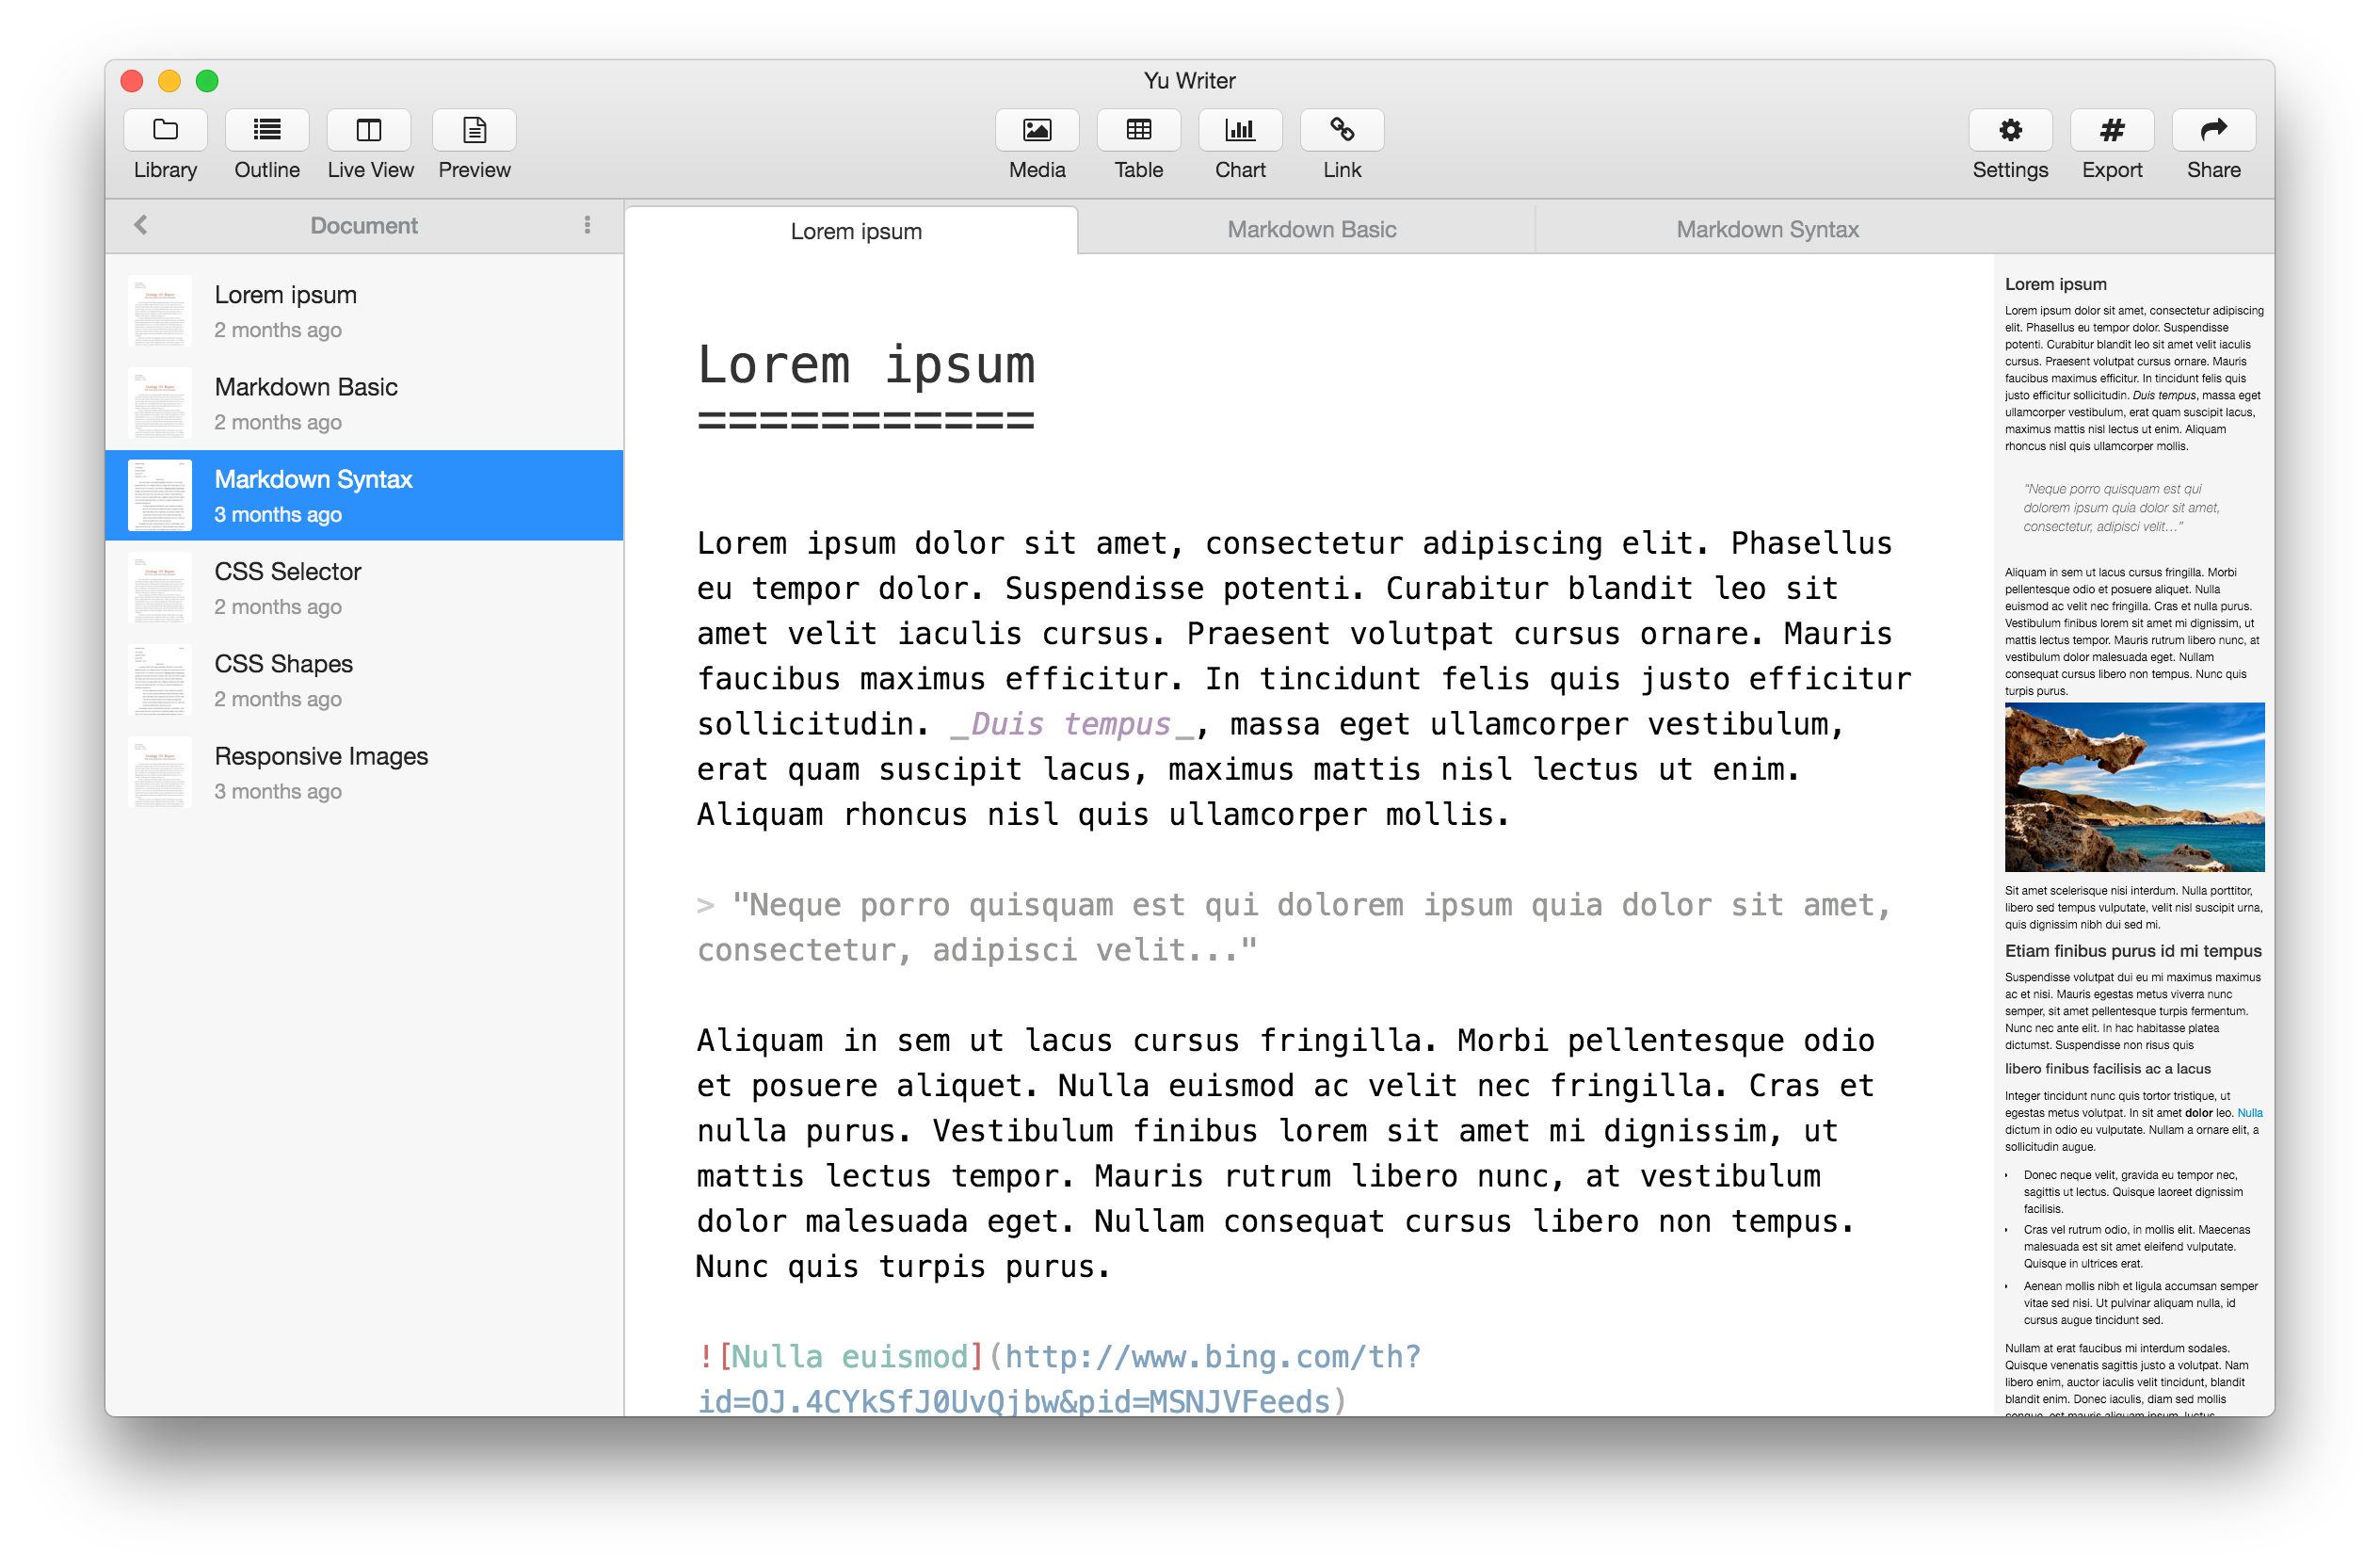 Yu Writer
Library Outline Live View Preview Media Table Chart Link Settings Export Share
Document
Lorem ipsum
2 months ago
Markdown Basic
2 months ago
Markdown Syntax
3 months ago
CSS Selector
2 months ago
CSS Shapes
2 months ago
Responsive Images
3 months ago
Lorem ipsum Markdown Basic Markdown Syntax
Lorem ipsum
===========
Lorem ipsum dolor sit amet, consectetur adipiscing elit. Phasellus
eu tempor dolor. Suspendisse potenti. Curabitur blandit leo sit
amet velit iaculis cursus. Praesent volutpat cursus ornare. Mauris
faucibus maximus efficitur. In tincidunt felis quis justo efficitur
sollicitudin. _Duis tempus_, massa eget ullamcorper vestibulum,
erat quam suscipit lacus, maximus mattis nisl lectus ut enim.
Aliquam rhoncus nisl quis ullamcorper mollis.
> "Neque porro quisquam est qui dolorem ipsum quia dolor sit amet,
consectetur, adipisci velit..."
Aliquam in sem ut lacus cursus fringilla. Morbi pellentesque odio
et posuere aliquet. Nulla euismod ac velit nec fringilla. Cras et
nulla purus. Vestibulum finibus lorem sit amet mi dignissim, ut
mattis lectus tempor. Mauris rutrum libero nunc, at vestibulum
dolor malesuada eget. Nullam consequat cursus libero non tempus.
Nunc quis turpis purus.
![Nulla euismod](http://www.bing.com/th?
id=OJ.4CYkSfJ0UvQjbw&pid=MSNJVFeeds)
Lorem ipsum
Lorem ipsum dolor sit amet, consectetur adipiscing
elit. Phasellus eu tempor dolor. Suspendisse
potenti. Curabitur blandit leo sit amet velit iaculis
cursus. Praesent volutpat cursus ornare. Mauris
faucibus maximus efficitur. In tincidunt felis quis
justo efficitur sollicitudin. Duis tempus, massa eget
ullamcorper vestibulum, erat quam suscipit lacus,
maximus mattis nisl lectus ut enim. Aliquam
rhoncus nisl quis ullamcorper mollis.
"Neque porro quisquam est qui
dolorem ipsum quia dolor sit amet,
consectetur, adipisci velit…"
Aliquam in sem ut lacus cursus fringilla. Morbi
pellentesque odio et posuere aliquet. Nulla
euismod ac velit nec fringilla. Cras et nulla purus.
Vestibulum finibus lorem sit amet mi dignissim, ut
mattis lectus tempor. Mauris rutrum libero nunc, at
vestibulum dolor malesuada eget. Nullam
consequat cursus libero non tempus. Nunc quis
turpis purus.
Sit amet scelerisque nisi interdum. Nulla porttitor,
libero sed tempus vulputate, velit nisl suscipit urna,
quis dignissim nibh dui sed mi.
Etiam finibus purus id mi tempus
Suspendisse volutpat dui eu mi maximus maximus
ac et nisi. Mauris egestas metus viverra nunc
semper, sit amet pellentesque turpis fermentum.
Nunc nec ante elit. In hac habitasse platea
dictumst. Suspendisse non risus quis
libero finibus facilisis ac a lacus
Integer tincidunt nunc quis tortor tristique, ut
egestas metus volutpat. In sit amet dolor leo. Nulla
dictum in odio eu vulputate. Nullam a ornare elit, a
sollicitudin augue.
Donec neque velit, gravida eu tempor nec,
sagittis ut lectus. Quisque laoreet dignissim
facilisis.
Cras vel rutrum odio, in mollis elit. Maecenas
malesuada est sit amet eleifend vulputate.
Quisque in ultrices erat.
Aenean mollis nibh et ligula accumsan semper
vitae sed nisi. Ut pulvinar aliquam nulla, id
cursus augue tincidunt sed.
Nullam at erat faucibus mi interdum sodales.
Quisque venenatis sagittis justo a volutpat. Nam
libero enim, auctor iaculis velit tincidunt, blandit
blandit enim. Donec iaculis, diam sed mollis